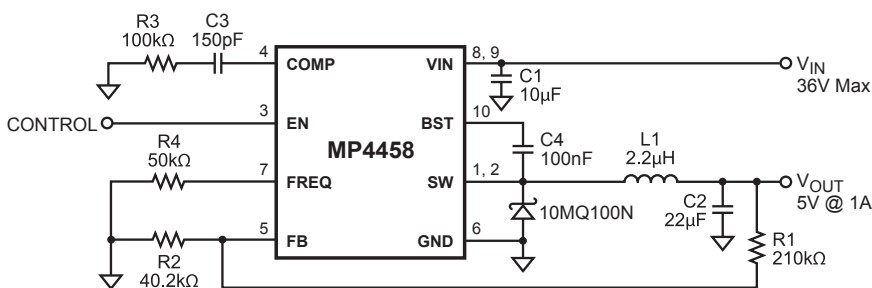 R3
100kΩ
C3
150pF
4
COMP
VIN
8, 9
VIN
36V Max
C1
10µF
CONTROL
3
EN
BST
10
C4
100nF
MP4458
R4
50kΩ
7
FREQ
SW
1, 2
L1
2.2µH
VOUT
5V @ 1A
C2
22µF
10MQ100N
R2
40.2kΩ
5
FB
GND
6
R1
210kΩ